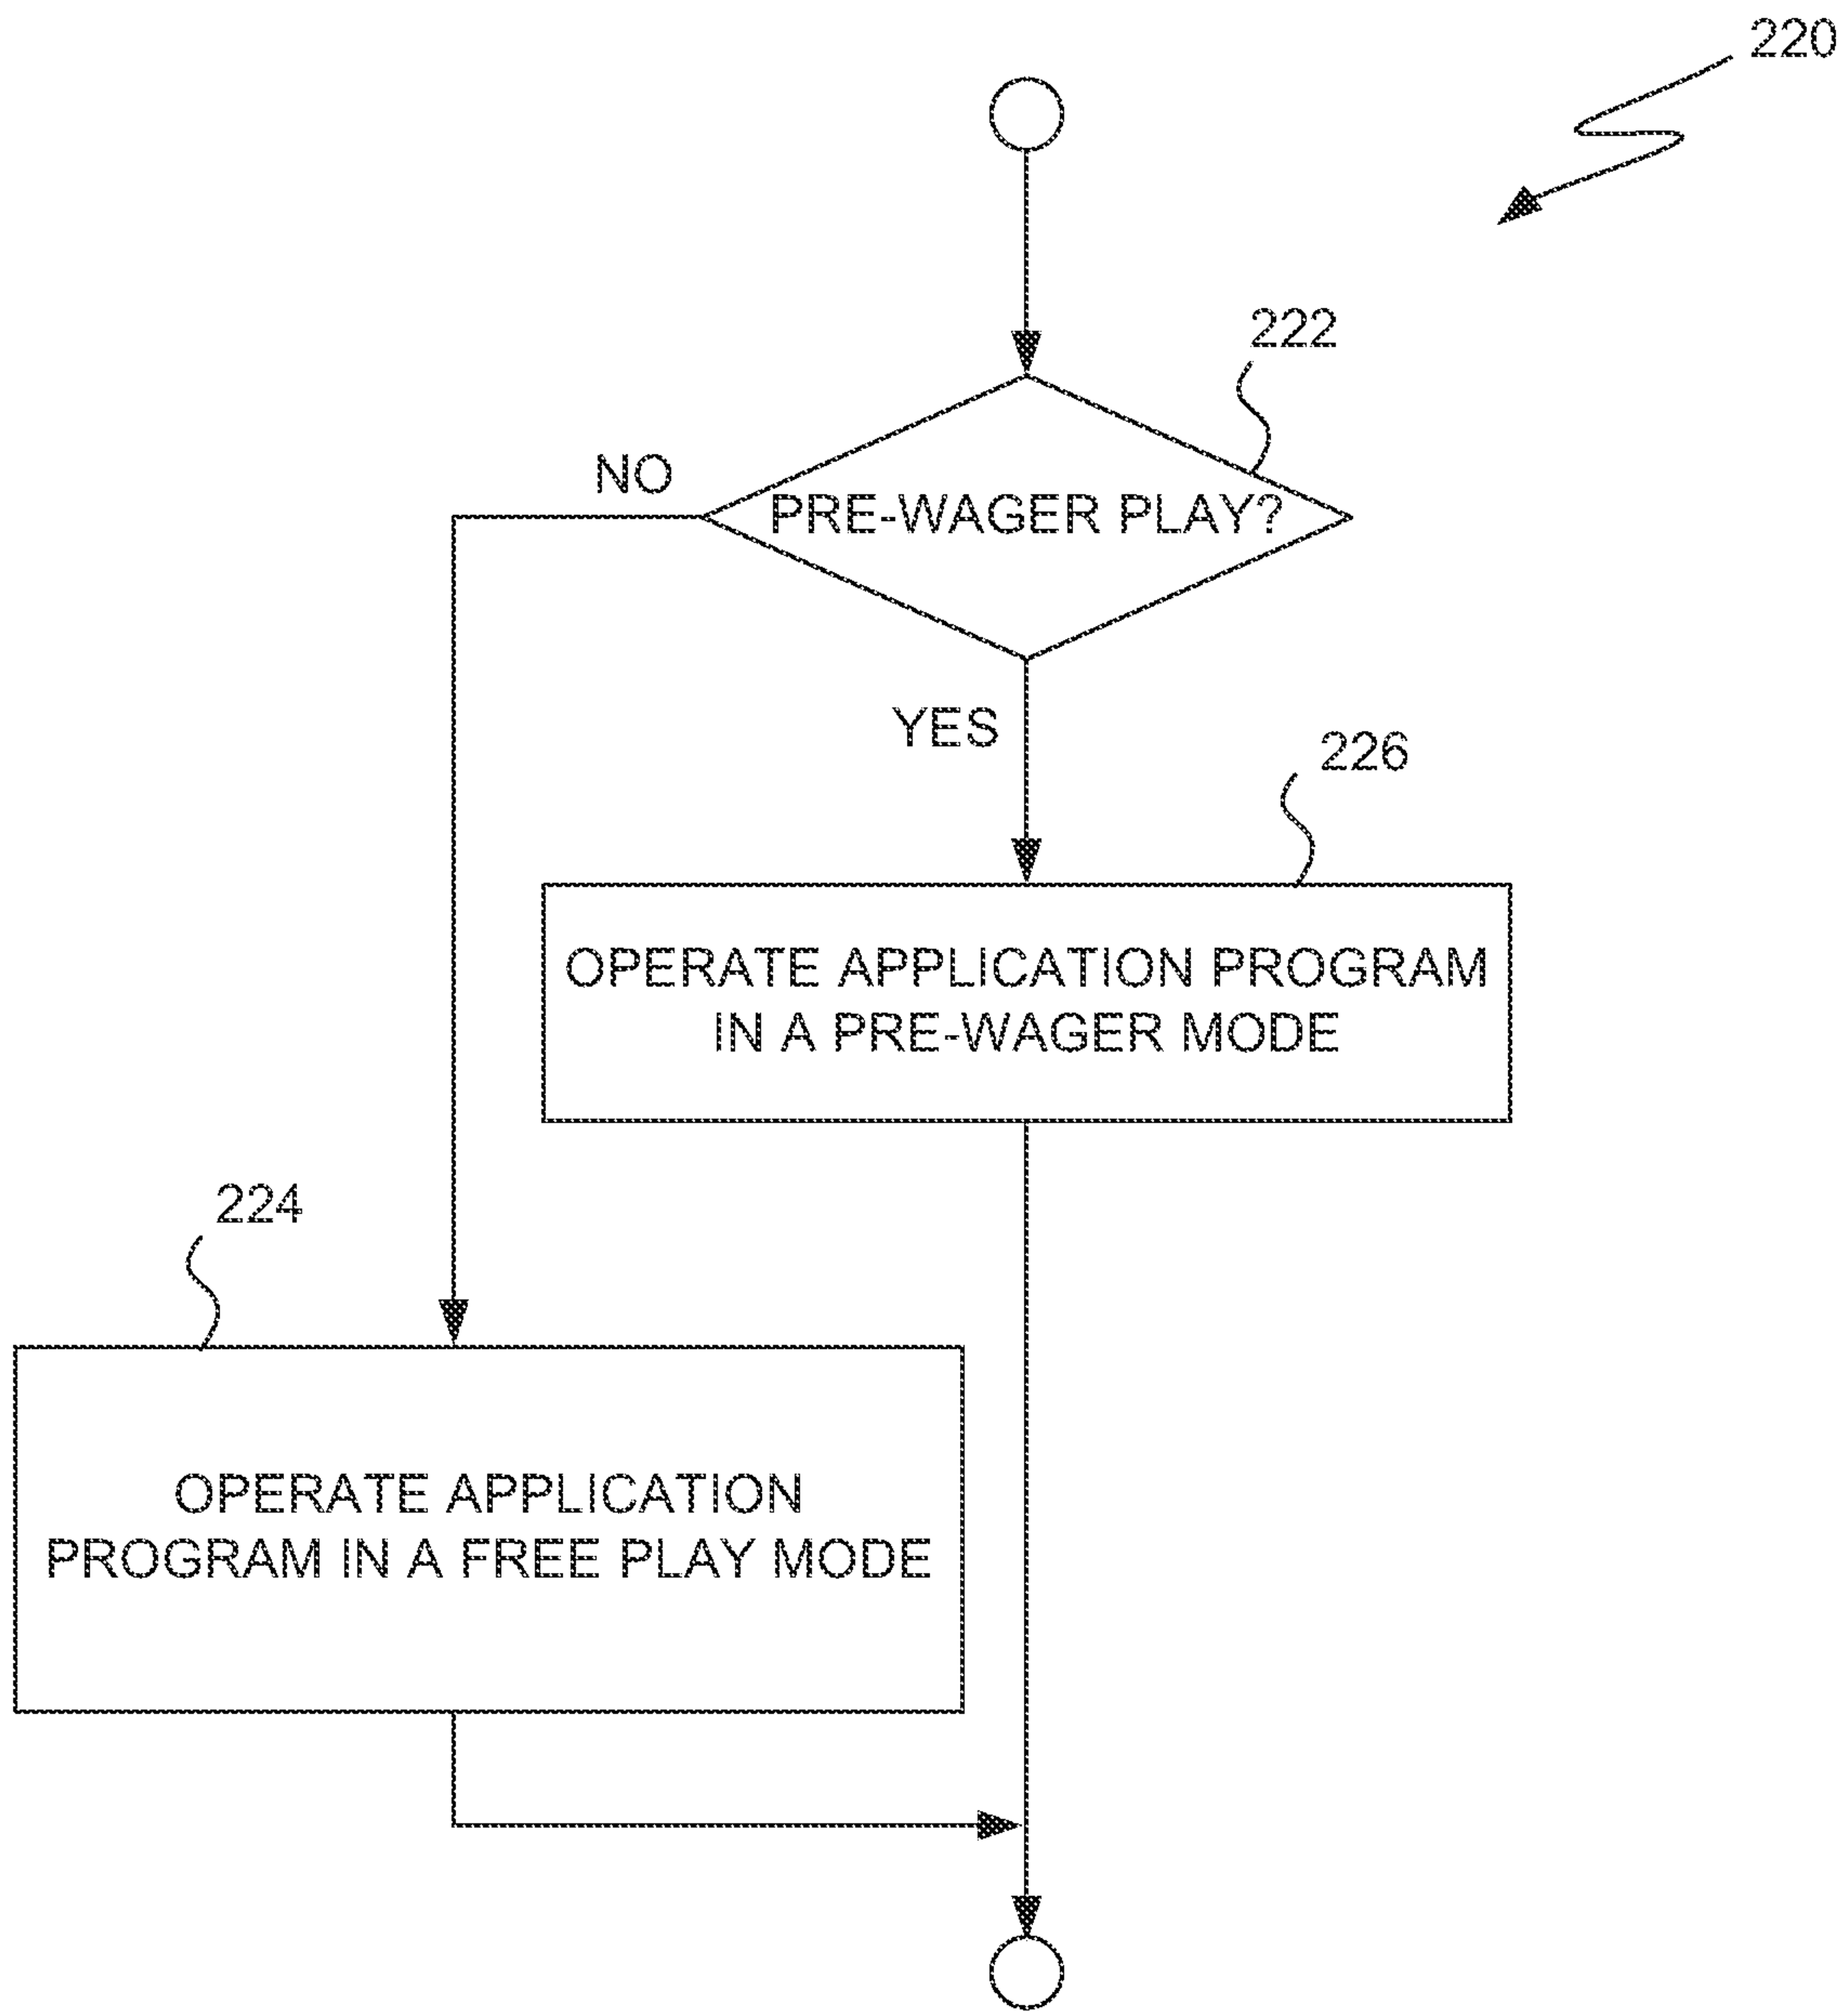 220
222
NO
PRE-WAGER PLAY?
YES
226
OPERATE APPLICATION PROGRAM
IN A PRE-WAGER MODE
224
OPERATE APPLICATION
PROGRAM IN A FREE PLAY MODE